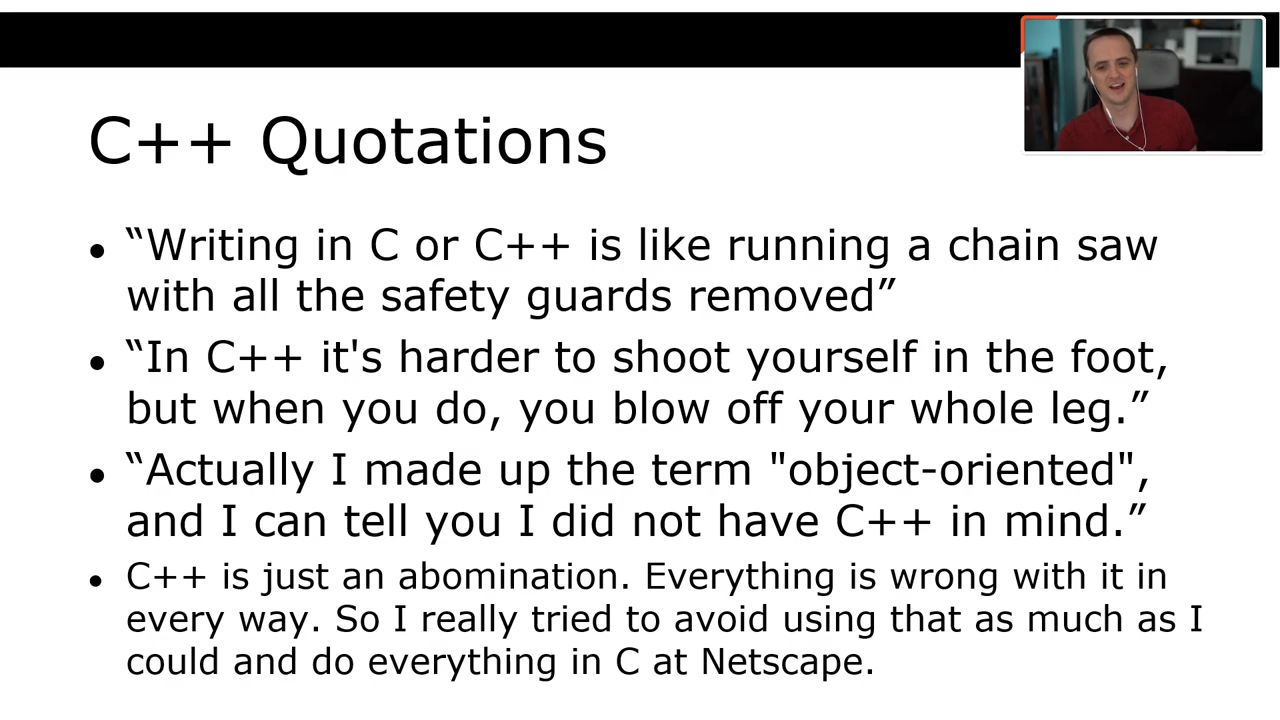 C++ Quotations
• “Writing in C or C++ is like running a chain saw
with all the safety guards removed”
• “In C++ it's harder to shoot yourself in the foot,
but when you do, you blow off your whole leg.”
• “Actually I made up the term "object-oriented",
and I can tell you I did not have C++ in mind.”
• C++ is just an abomination. Everything is wrong with it in
every way. So I really tried to avoid using that as much as I
could and do everything in C at Netscape.